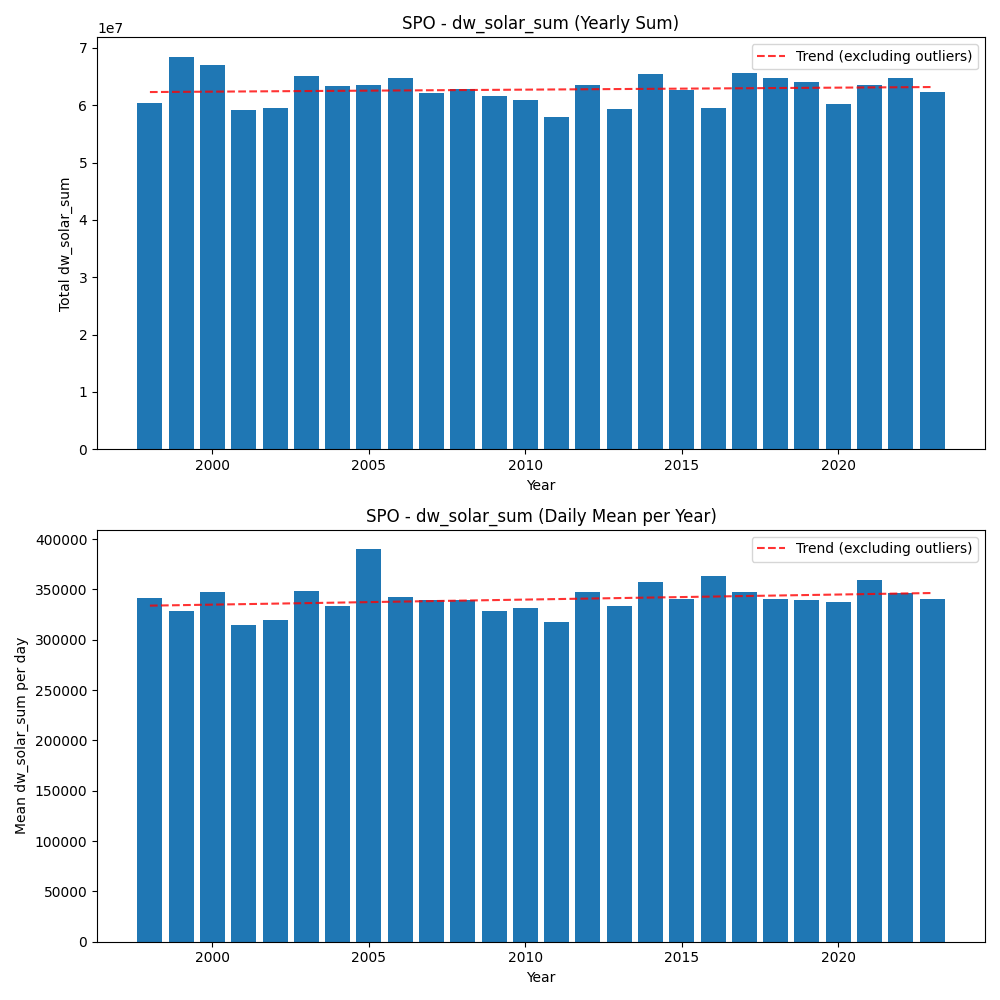 SPO - dw_solar_sum (Yearly Sum)
1e7
Trend (excluding outliers)
7
6
5
4
3
2
1
0
Total dw_solar_sum
2000 2005 2010 2015 2020
Year
SPO - dw_solar_sum (Daily Mean per Year)
Trend (excluding outliers)
400000
350000
300000
250000
200000
150000
100000
50000
0
Mean dw_solar_sum per day
2000 2005 2010 2015 2020
Year